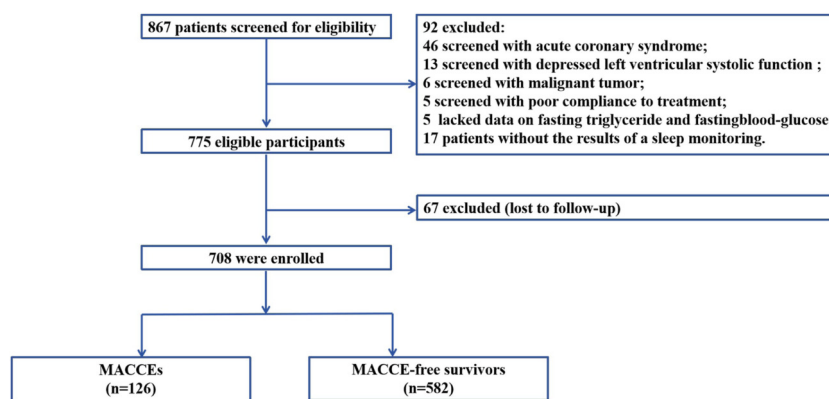 867 patients screened for eligibility
92 excluded:
46 screened with acute coronary syndrome;
13 screened with depressed left ventricular systolic function ;
6 screened with malignant tumor;
5 screened with poor compliance to treatment;
5 lacked data on fasting triglyceride and fastingblood-glucose
17 patients without the results of a sleep monitoring.
775 eligible participants
67 excluded (lost to follow-up)
708 were enrolled
MACCEs
(n=126)
MACCE-free survivors
(n=582)